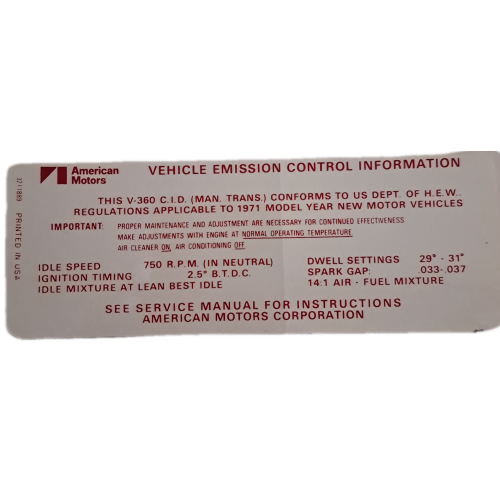 American
Motors
VEHICLE EMISSION CONTROL INFORMATION
THIS V-360 C.I.D. (MAN. TRANS.) CONFORMS TO US DEPT. OF H.E.W..
REGULATIONS APPLICABLE TO 1971 MODEL YEAR NEW MOTOR VEHICLES
IMPORTANT: PROPER MAINTENANCE AND ADJUSTMENT ARE NECESSARY FOR CONTINUED EFFECTIVENESS
MAKE ADJUSTMENTS WITH ENGINE AT NORMAL OPERATING TEMPERATURE
AIR CLEANER ON, AIR CONDITIONING OFF.
IDLE SPEED 750 R.P.M. (IN NEUTRAL) DWELL SETTINGS 29° - 31°
IGNITION TIMING 2.5° B.T.D.C. SPARK GAP: .033-.037
IDLE MIXTURE AT LEAN BEST IDLE 14:1 AIR - FUEL MIXTURE
SEE SERVICE MANUAL FOR INSTRUCTIONS
AMERICAN MOTORS CORPORATION
PRINTED IN USA